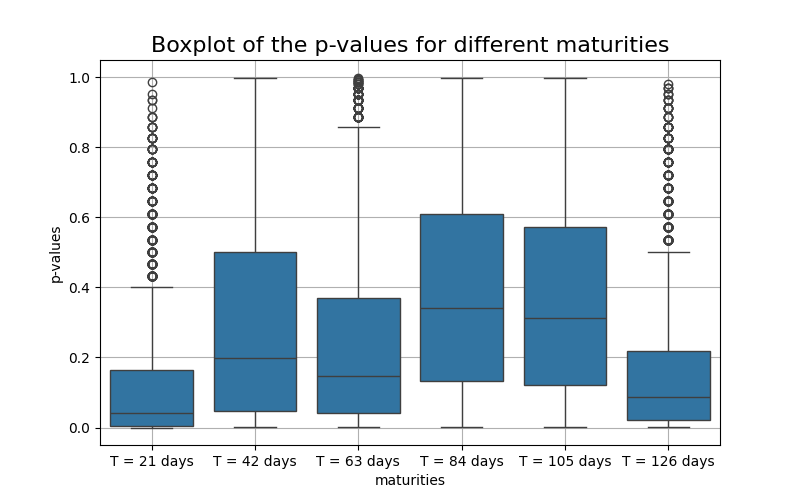 Boxplot of the p-values for different maturities
p-values
1.0
0.8
0.6
0.4
0.2
0.0
T = 21 days
T = 42 days
T = 63 days
T = 84 days
T = 105 days
T = 126 days
maturities